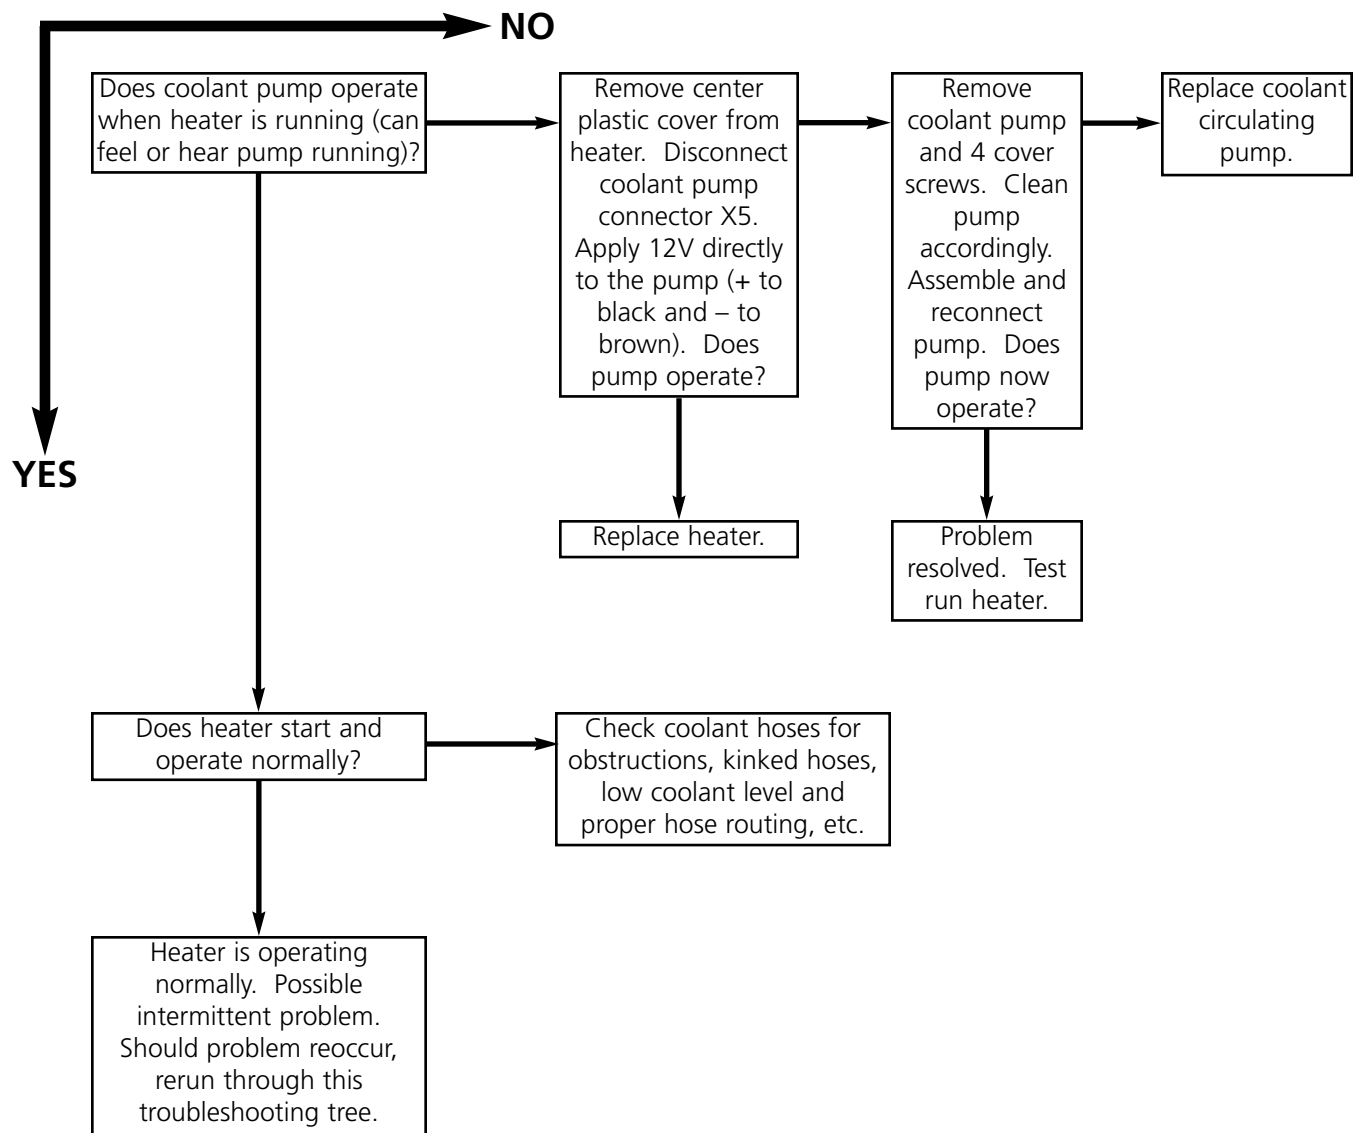 NO
YES
Does coolant pump operate
when heater is running (can
feel or hear pump running)?
Remove center
plastic cover from
heater. Disconnect
coolant pump
connector X5.
Apply 12V directly
to the pump (+ to
black and – to
brown). Does
pump operate?
Remove
coolant pump
and 4 cover
screws. Clean
pump
accordingly.
Assemble and
reconnect
pump. Does
pump now
operate?
Replace coolant
circulating
pump.
Replace heater.
Problem
resolved. Test
run heater.
Does heater start and
operate normally?
Check coolant hoses for
obstructions, kinked hoses,
low coolant level and
proper hose routing, etc.
Heater is operating
normally. Possible
intermittent problem.
Should problem reoccur,
rerun through this
troubleshooting tree.